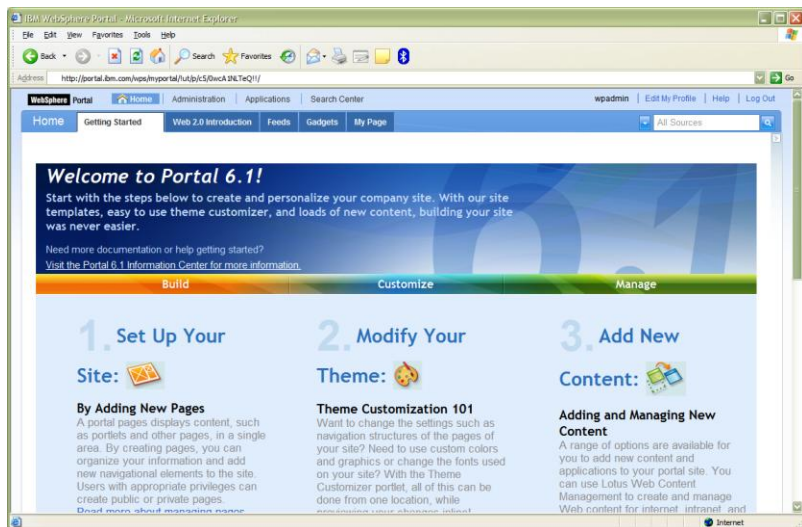 IBM WebSphere Portal - Microsoft Internet Explorer
File Edit View Favorites Tools Help
Back Search Favorites
Address http://portal.ibm.com/wps/myportal/!ut/p/c5/0wcA1NLTeQ!!/ Go
WebSphere Portal Home Administration Applications Search Center wpadmin Edit My Profile Help Log Out
Home Getting Started Web 2.0 Introduction Feeds Gadgets My Page All Sources
6.1
Welcome to Portal 6.1!
Start with the steps below to create and personalize your company site. With our site
templates, easy to use theme customizer, and loads of new content, building your site
was never easier.
Need more documentation or help getting started?
Visit the Portal 6.1 Information Center for more information.
Build Customize Manage
1. Set Up Your
Site:
By Adding New Pages
A portal pages displays content, such
as portlets and other pages, in a single
area. By creating pages, you can
organize your information and add
new navigational elements to the site.
Users with appropriate privileges can
create public or private pages.
Read more about managing pages
2. Modify Your
Theme:
Theme Customization 101
Want to change the settings such as
navigation structures of the pages of
your site? Need to use custom colors
and graphics or change the fonts used
on your site? With the Theme
Customizer portlet, all of this can be
done from one location, while
previewing your changes inline!
3. Add New
Content:
Adding and Managing New
Content
A range of options are available for
you to add new content and
applications to your portal site. You
can use Lotus Web Content
Management to create and manage
Web content for internet, intranet, and
Internet